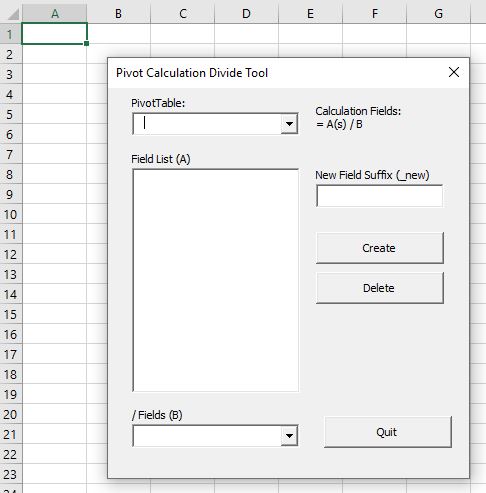 A B C D E F G
1
2
3
4
5
6
7
8
9
10
11
12
13
14
15
16
17
18
19
20
21
22
23
Pivot Calculation Divide Tool
PivotTable:
Calculation Fields:
= A(s) / B
Field List (A)
New Field Suffix (_new)
Create
Delete
/ Fields (B)
Quit